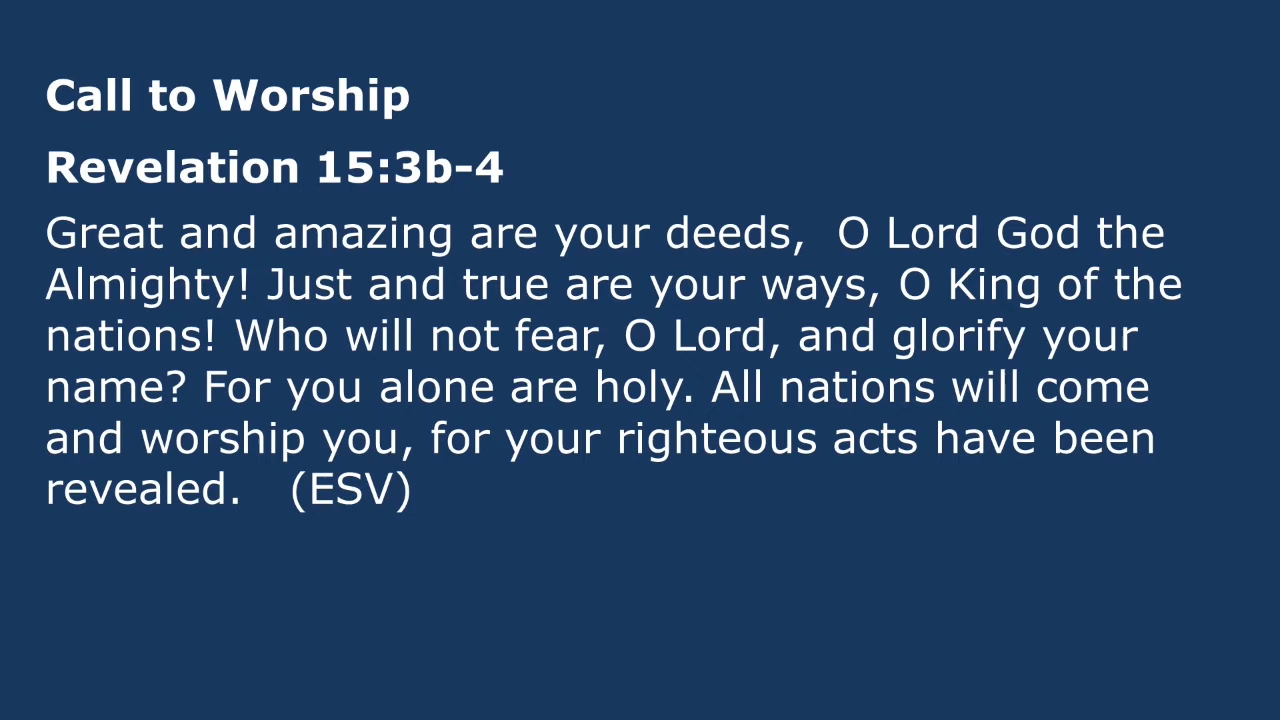 Call to Worship
Revelation 15:3b-4
Great and amazing are your deeds,  O Lord God the
Almighty! Just and true are your ways, O King of the
nations! Who will not fear, O Lord, and glorify your
name? For you alone are holy. All nations will come
and worship you, for your righteous acts have been
revealed.   (ESV)